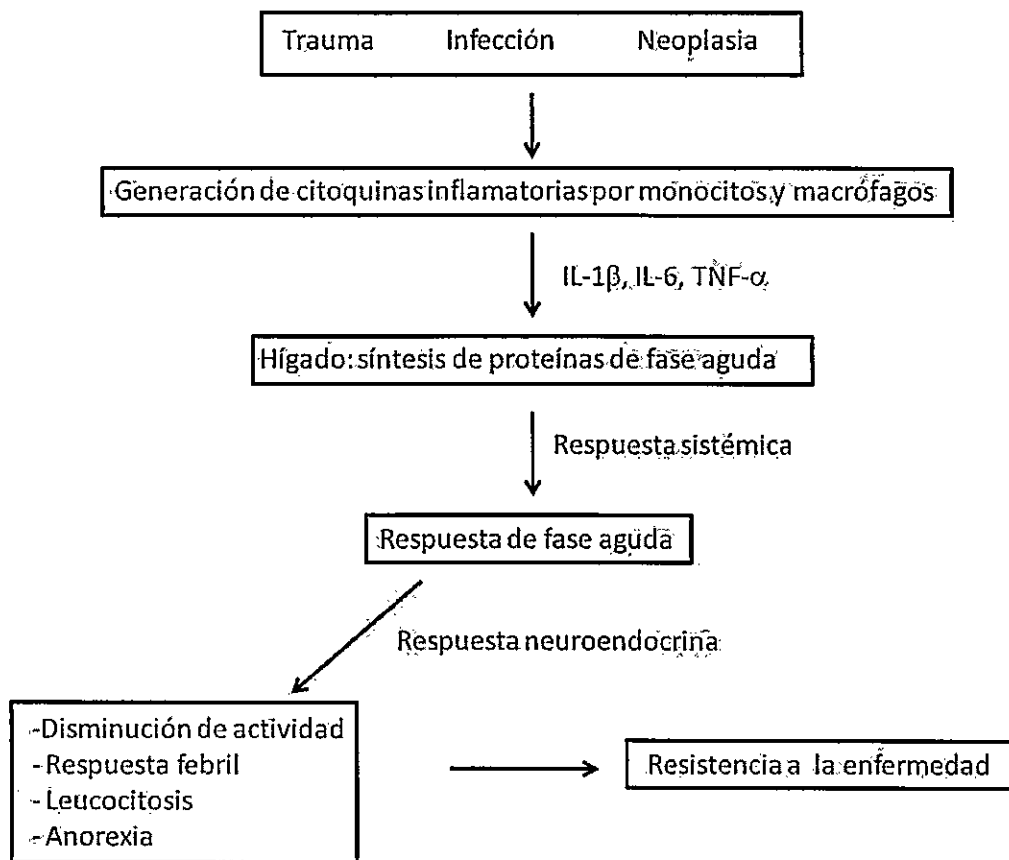 Trauma Infección Neoplasia
Generación de citoquinas inflamatorias por monocitos y macrófagos
IL-1β, IL-6, TNF-α
Hígado: síntesis de proteínas de fase aguda
Respuesta sistémica
Respuesta de fase aguda
Respuesta neuroendocrina
-Disminución de actividad
-Respuesta febril
-Leucocitosis
-Anorexia
Resistencia a la enfermedad